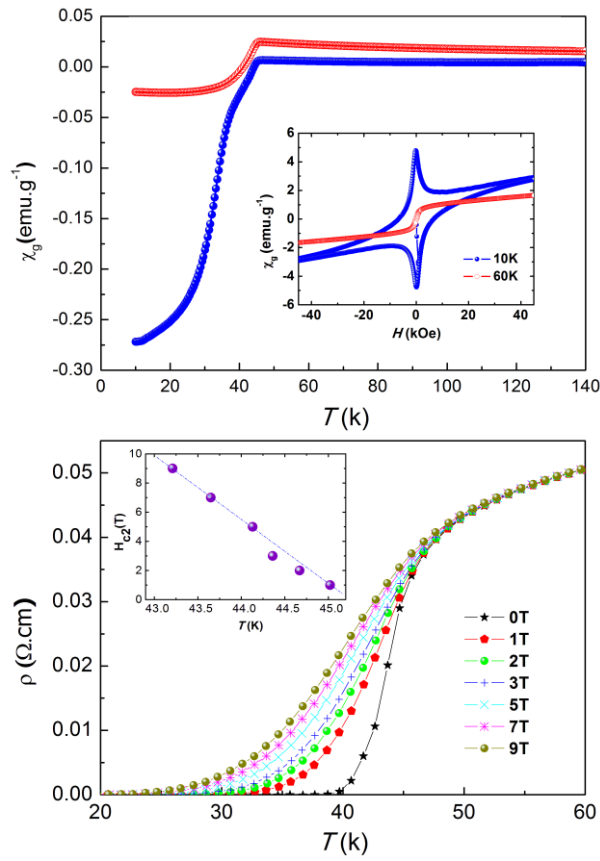 0.05
0.00
-0.05
-0.10
-0.15
-0.20
-0.25
-0.30
χg(emu.g-1)
0 20 40 60 80 100 120 140
T (k)
6
4
2
0
-2
-4
-6
χg (emu.g-1)
10K
60K
-40 -20 0 20 40
H (kOe)
0.05
0.04
0.03
0.02
0.01
0.00
ρ (Ω.cm)
20 30 40 50 60
T (k)
10
8
6
4
2
0
Hc2(T)
43.0 43.5 44.0 44.5 45.0
T (K)
0T
1T
2T
3T
5T
7T
9T